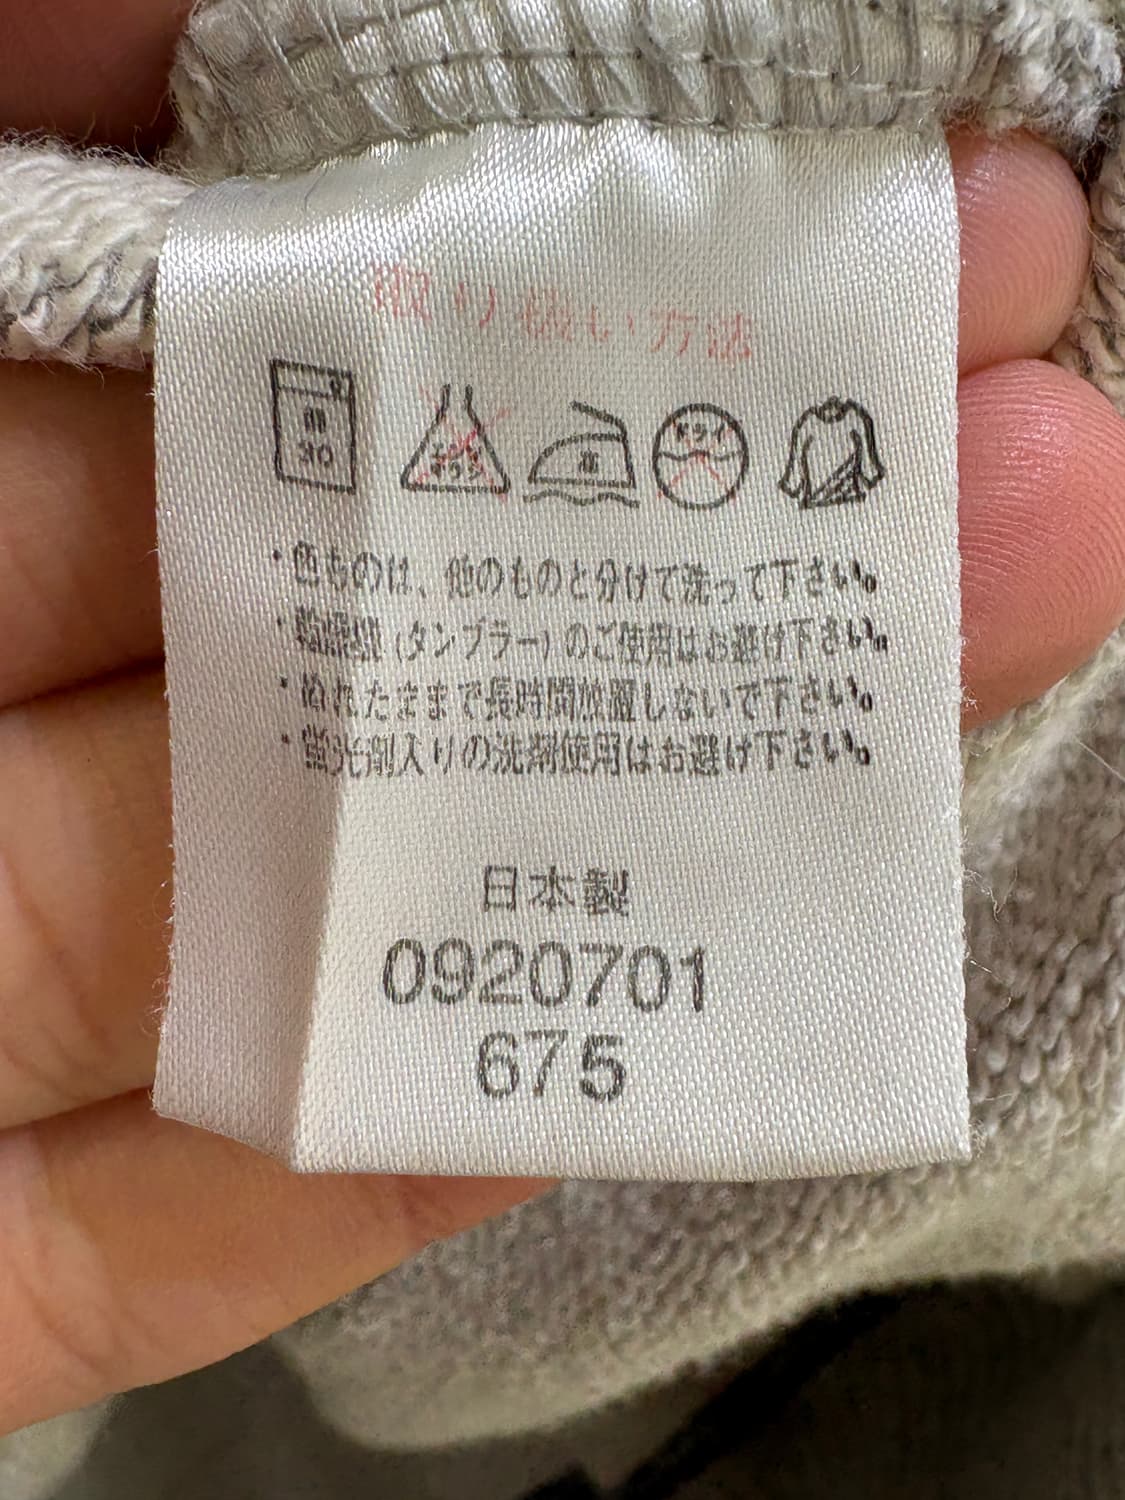 取り扱い方法
弱
30
中
ドライ
・色ものは、他のものと分けて洗って下さい。
・乾燥機(タンブラー)のご使用はお避け下さい。
・ぬれたままで長時間放置しないで下さい。
・蛍光剤入りの洗剤使用はお避け下さい。
日本製
0920701
675